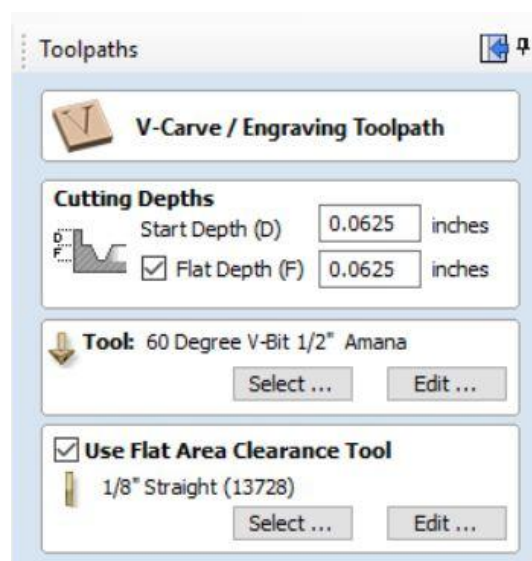 Toolpaths
V
V-Carve / Engraving Toolpath
Cutting Depths
D
Start Depth (D) 0.0625 inches
F
Flat Depth (F) 0.0625 inches
Tool: 60 Degree V-Bit 1/2" Amana
Select ... Edit ...
Use Flat Area Clearance Tool
1/8" Straight (13728)
Select ... Edit ...